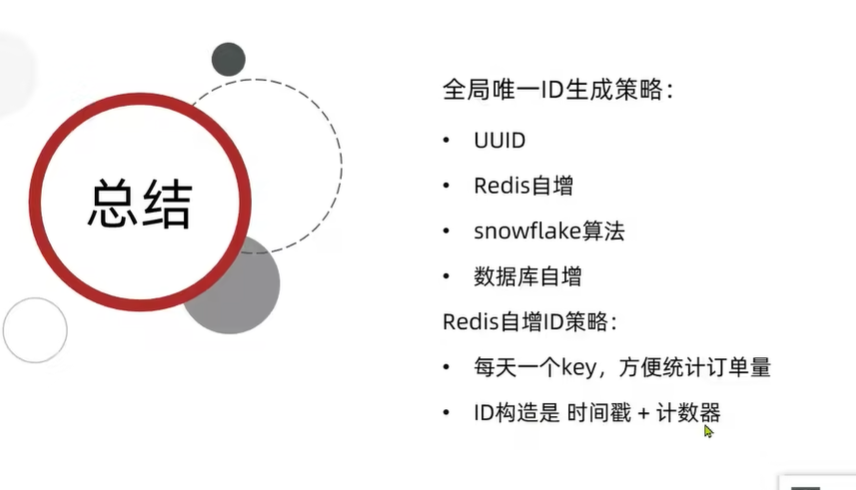 总结
全局唯一ID生成策略：
• UUID
• Redis自增
• snowflake算法
• 数据库自增
Redis自增ID策略：
• 每天一个key，方便统计订单量
• ID构造是 时间戳 + 计数器